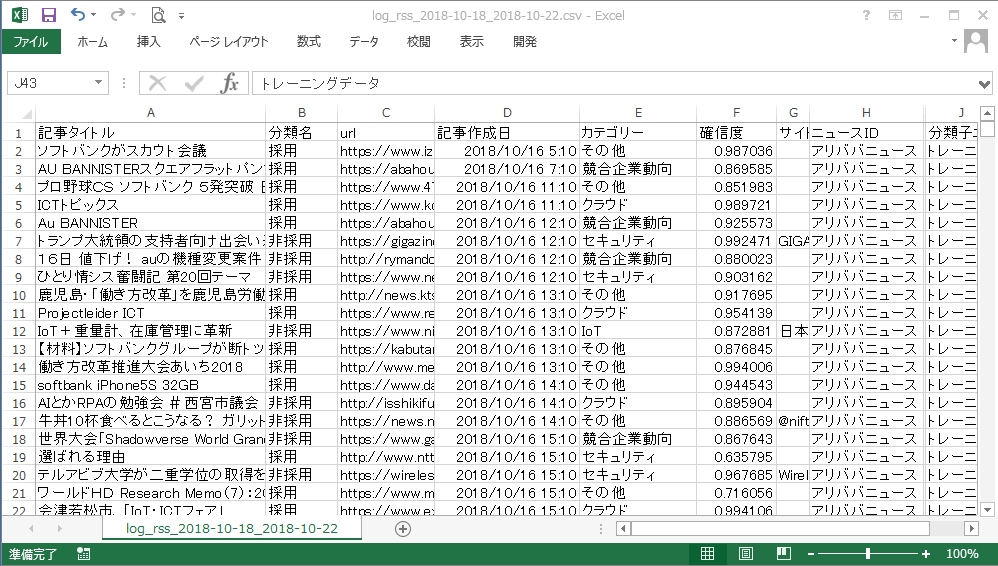 log_rss_2018-10-18_2018-10-22.csv - Excel
ファイル ホーム 挿入 ページ レイアウト 数式 データ 校閲 表示 開発
J43 fx トレーニングデータ
A B C D E F G H J
1 記事タイトル 分類名 url 記事作成日 カテゴリー 確信度 サイト ニュースID 分類子ニ
2 ソフトバンクがスカウト会議 採用 https://www.iz 2018/10/16 5:10 その他 0.987036 アリババニュース トレーニ
3 AU BANNISTERスクエアフラットパン 採用 https://abahou 2018/10/16 7:10 競合企業動向 0.869585 アリババニュース トレーニ
4 プロ野球CS ソフトバンク 5発突破 採用 https://www.47 2018/10/16 11:10 その他 0.851983 アリババニュース トレーニ
5 ICTトピックス 採用 https://www.kc 2018/10/16 11:10 クラウド 0.989721 アリババニュース トレーニ
6 Au BANNISTER 採用 https://abahou 2018/10/16 12:10 競合企業動向 0.925573 アリババニュース トレーニ
7 トランプ大統領の支持者向け出会い 非採用 https://gigazin 2018/10/16 12:10 セキュリティ 0.992471 GIGA アリババニュース トレーニ
8 16日 値下げ! auの機種変更案件 非採用 http://rymando 2018/10/16 12:10 競合企業動向 0.880023 アリババニュース トレーニ
9 ひとり情シス奮闘記 第20回テーマ 非採用 https://www.ne 2018/10/16 12:10 セキュリティ 0.903162 アリババニュース トレーニ
10 鹿児島・「働き方改革」を鹿児島労働 採用 http://news.kts 2018/10/16 13:10 その他 0.917695 アリババニュース トレーニ
11 Projectleider ICT 採用 https://www.re 2018/10/16 13:10 クラウド 0.954139 アリババニュース トレーニ
12 IoT＋重量計、在庫管理に革新 非採用 https://www.ni 2018/10/16 13:10 IoT 0.872881 日本 アリババニュース トレーニ
13 【材料】ソフトバンクグループが断トツ 採用 https://kabutar 2018/10/16 13:10 その他 0.876845 アリババニュース トレーニ
14 働き方改革推進大会あいち2018 採用 http://www.me 2018/10/16 13:10 その他 0.994006 アリババニュース トレーニ
15 softbank iPhone5S 32GB 採用 https://www.da 2018/10/16 14:10 その他 0.944543 アリババニュース トレーニ
16 AIとかRPAの勉強会 ＃西宮市議会 非採用 http://isshikifu 2018/10/16 14:10 クラウド 0.895904 アリババニュース トレーニ
17 牛丼10杯食べるとこうなる? ガリット 非採用 https://news.n 2018/10/16 14:10 その他 0.886569 @nift アリババニュース トレーニ
18 世界大会「Shadowverse World Gran 採用 https://www.ga 2018/10/16 15:10 競合企業動向 0.867643 アリババニュース トレーニ
19 選ばれる理由 採用 http://www.ntt 2018/10/16 15:10 セキュリティ 0.635795 アリババニュース トレーニ
20 テルアビブ大学が二重学位の取得を 非採用 https://wireles 2018/10/16 15:10 セキュリティ 0.967685 Wirel アリババニュース トレーニ
21 ワールドHD Research Memo(7):20 採用 https://www.m 2018/10/16 15:10 その他 0.716056 アリババニュース トレーニ
22 会津若松市、「IoT・ICTフェア」 採用 https://www.ex 2018/10/16 15:10 クラウド 0.994106 アリババニュース トレーニ
log_rss_2018-10-18_2018-10-22
準備完了 100%